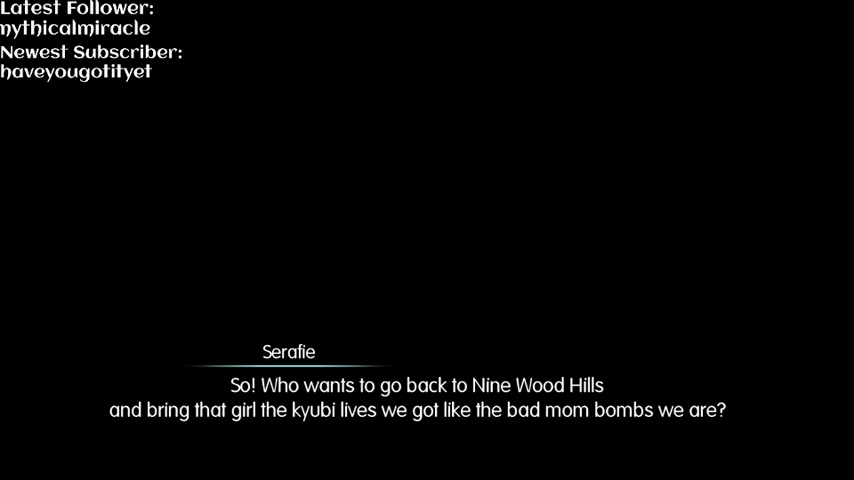 Latest Follower:
mythicalmiracle
Newest Subscriber:
haveyougotityet
Serafie
So! Who wants to go back to Nine Wood Hills
and bring that girl the kyubi lives we got like the bad mom bombs we are?